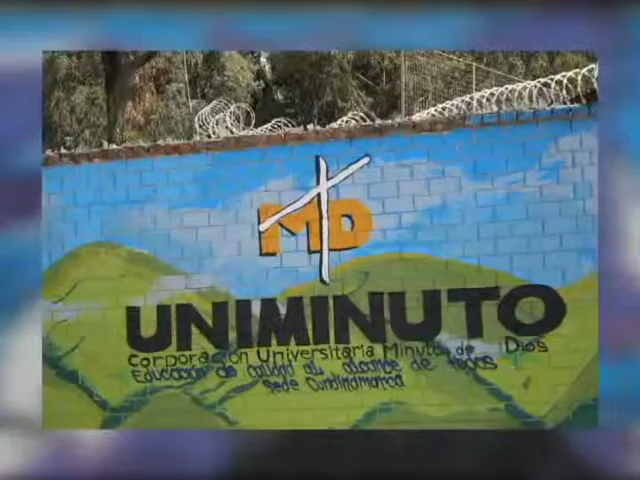 MD
UNIMINUTO
Corporación Universitaria Minuto de Dios
Educación de calidad al alcance de todos
Sede Cundinamarca